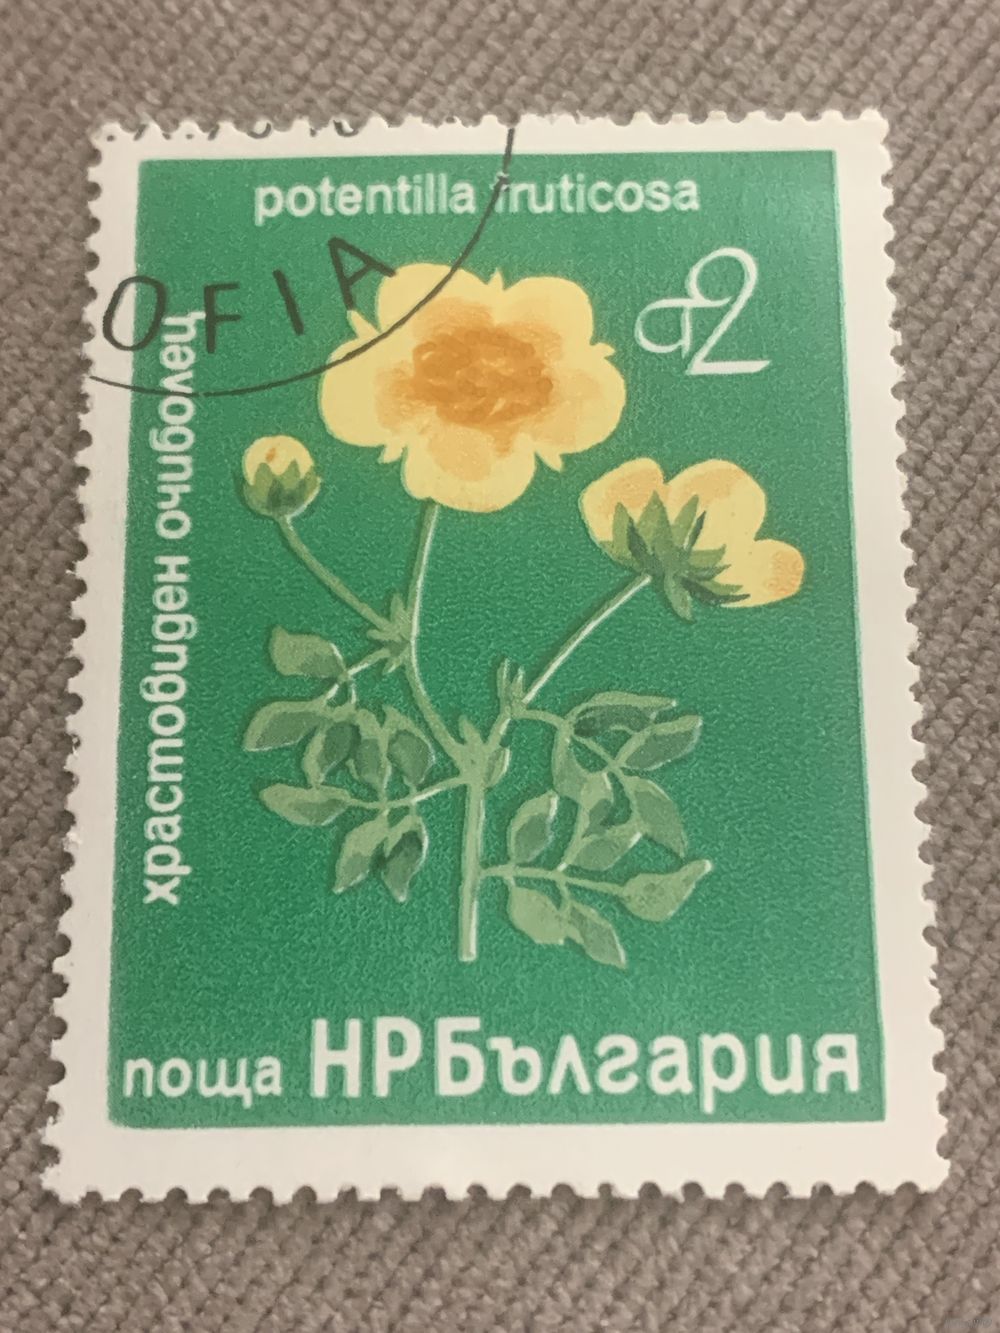 potentilla fruticosa
OFIA
2
храстовиден очиболец
поща НРБългария